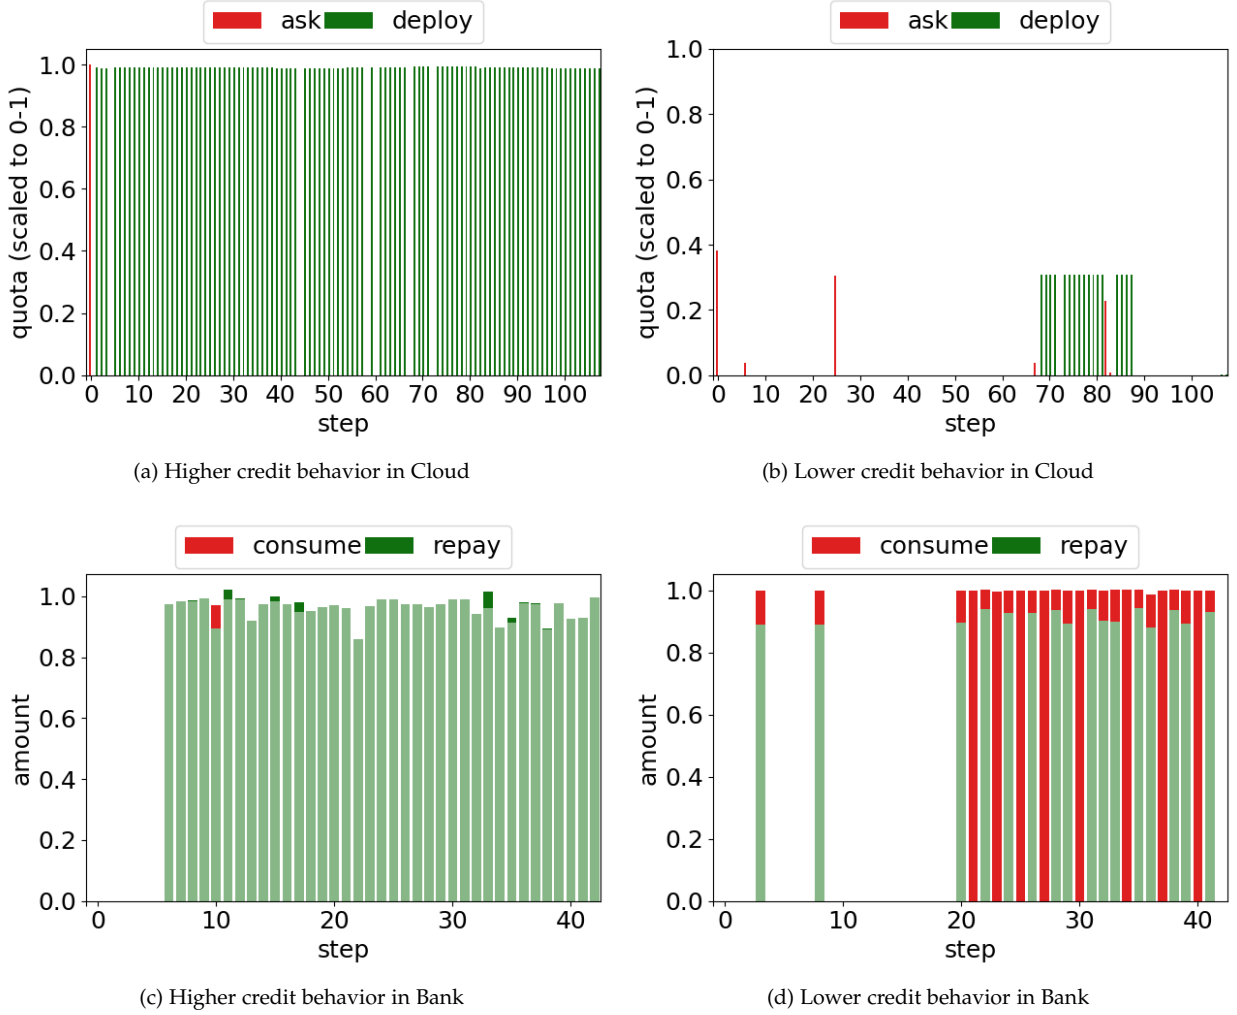 ask deploy
quota (scaled to 0-1)
1.0
0.8
0.6
0.4
0.2
0.0
0 10 20 30 40 50 60 70 80 90 100
step
(a) Higher credit behavior in Cloud
ask deploy
quota (scaled to 0-1)
1.0
0.8
0.6
0.4
0.2
0.0
0 10 20 30 40 50 60 70 80 90 100
step
(b) Lower credit behavior in Cloud
consume repay
amount
1.0
0.8
0.6
0.4
0.2
0.0
0 10 20 30 40
step
(c) Higher credit behavior in Bank
consume repay
amount
1.0
0.8
0.6
0.4
0.2
0.0
0 10 20 30 40
step
(d) Lower credit behavior in Bank